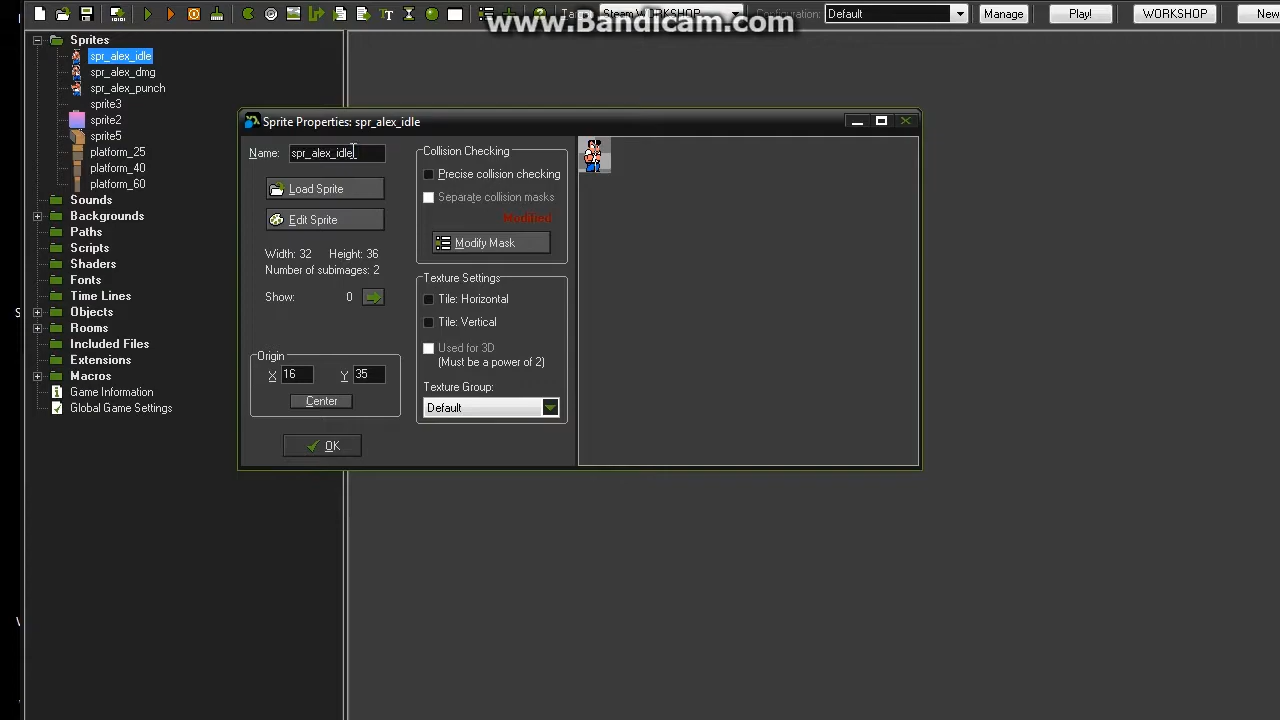 www.Bandicam.com
Steam WORKSHOP
Configuration:
Default
Manage
Play!
WORKSHOP
New
Sprites
spr_alex_idle
spr_alex_dmg
spr_alex_punch
sprite3
sprite2
sprite5
platform_25
platform_40
platform_60
Sounds
Backgrounds
Paths
Scripts
Shaders
Fonts
Time Lines
Objects
Rooms
Included Files
Extensions
Macros
Game Information
Global Game Settings
Sprite Properties: spr_alex_idle
Name: spr_alex_idle
Load Sprite
Edit Sprite
Width: 32 Height: 36
Number of subimages: 2
Show: 0
Origin
X 16 Y 35
Center
OK
Collision Checking
Precise collision checking
Separate collision masks
Modified
Modify Mask
Texture Settings
Tile: Horizontal
Tile: Vertical
Used for 3D
(Must be a power of 2)
Texture Group:
Default